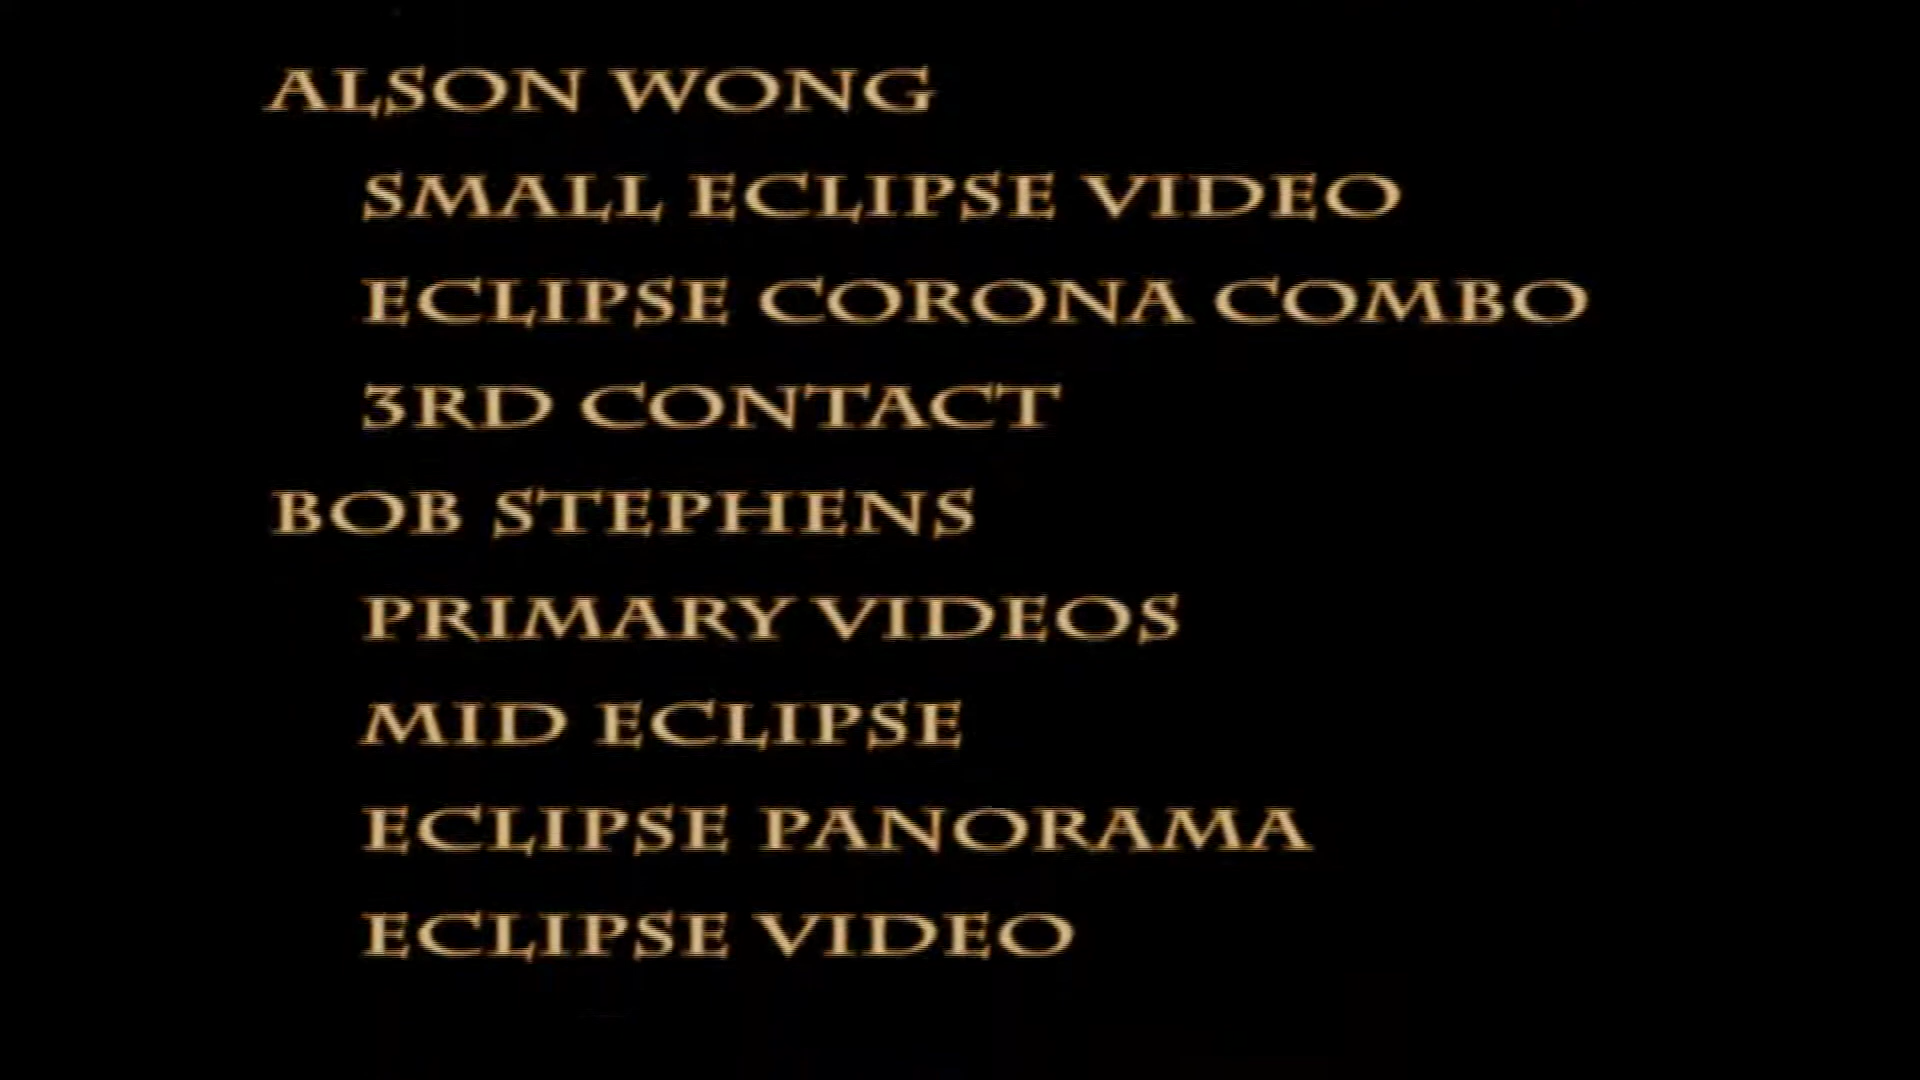 ALSON WONG
SMALL ECLIPSE VIDEO
ECLIPSE CORONA COMBO
3RD CONTACT
BOB STEPHENS
PRIMARY VIDEOS
MID ECLIPSE
ECLIPSE PANORAMA
ECLIPSE VIDEO